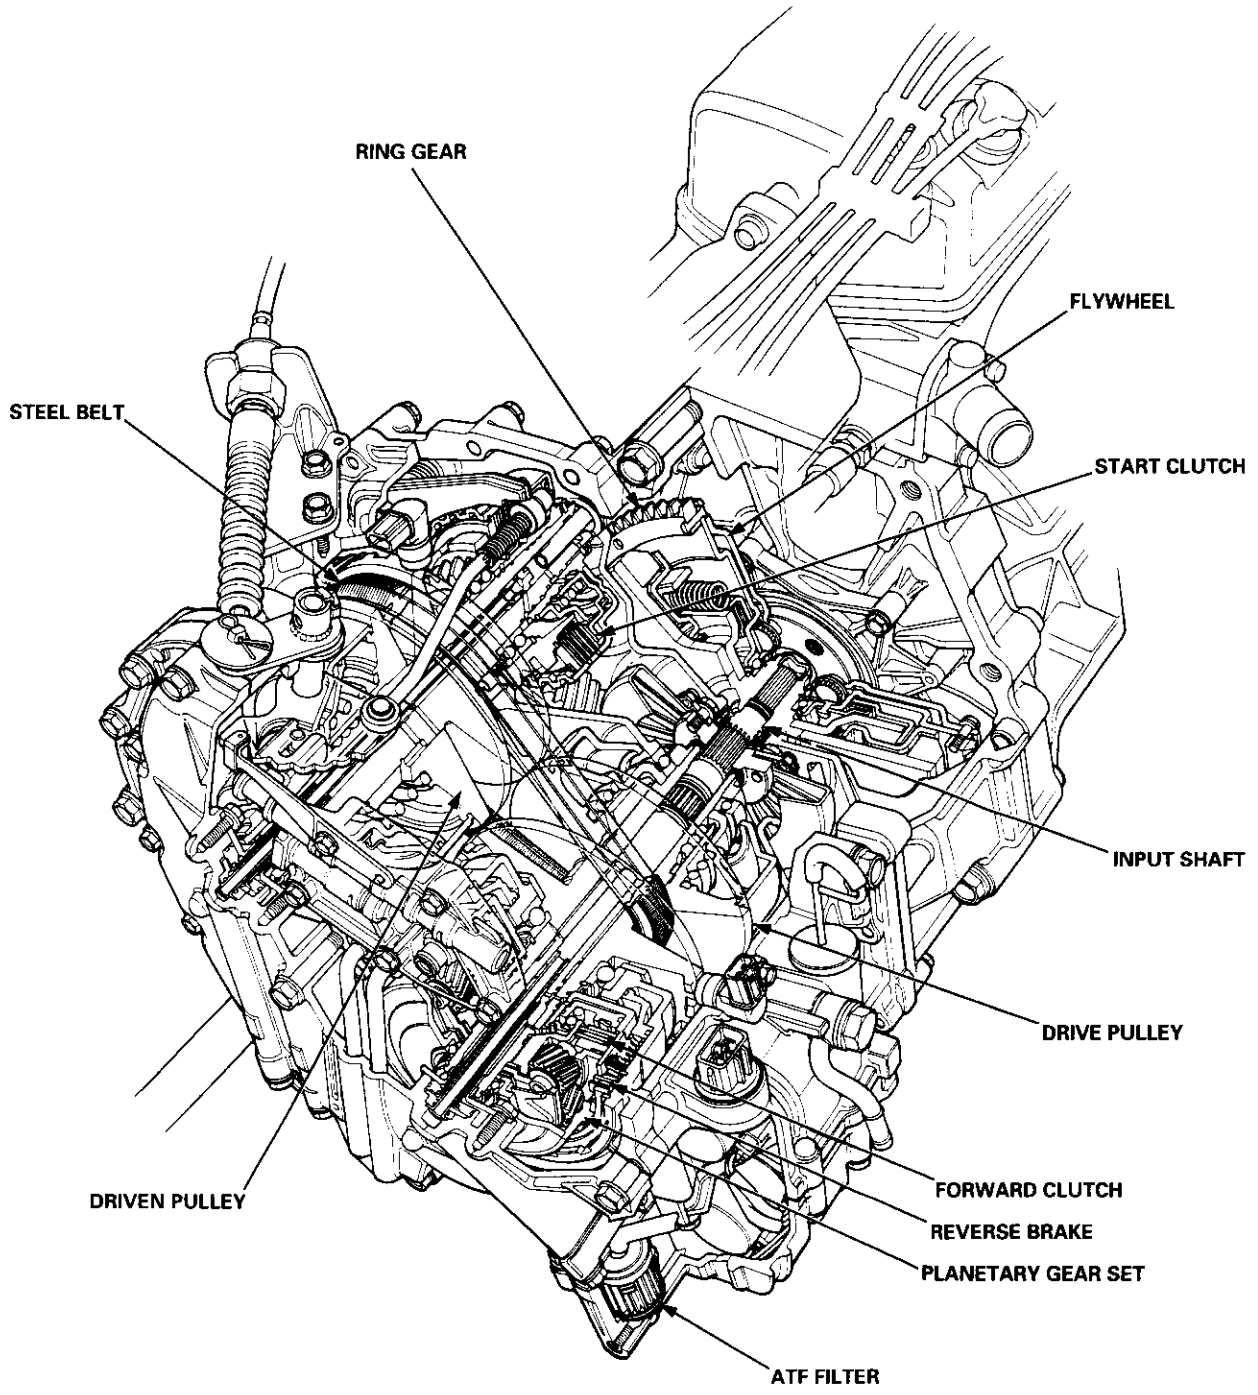 RING GEAR
FLYWHEEL
STEEL BELT
START CLUTCH
INPUT SHAFT
DRIVE PULLEY
DRIVEN PULLEY
FORWARD CLUTCH
REVERSE BRAKE
PLANETARY GEAR SET
ATF FILTER